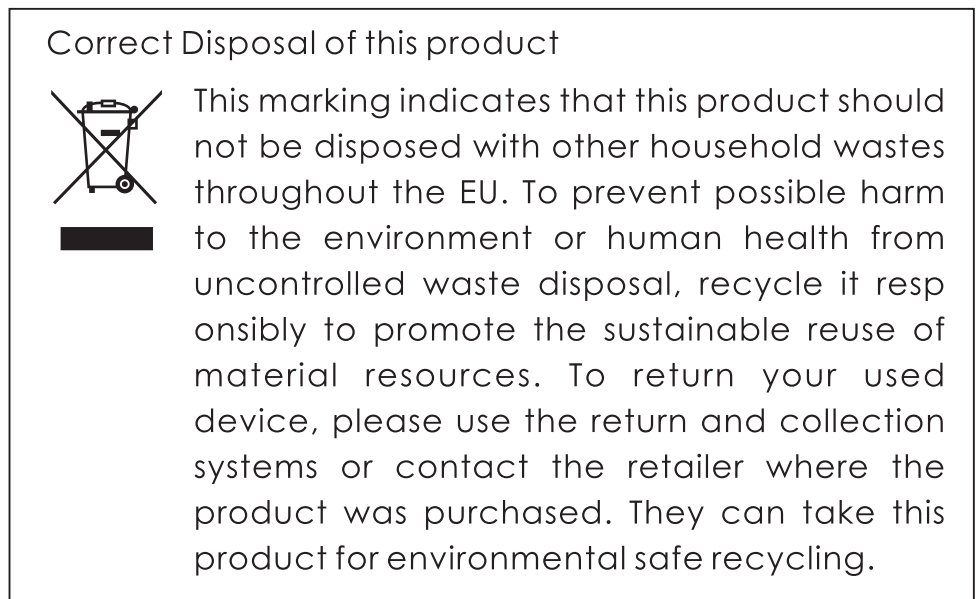 Correct Disposal of this product
This marking indicates that this product should
not be disposed with other household wastes
throughout the EU. To prevent possible harm
to the environment or human health from
uncontrolled waste disposal, recycle it resp
onsibly to promote the sustainable reuse of
material resources. To return your used
device, please use the return and collection
systems or contact the retailer where the
product was purchased. They can take this
product for environmental safe recycling.